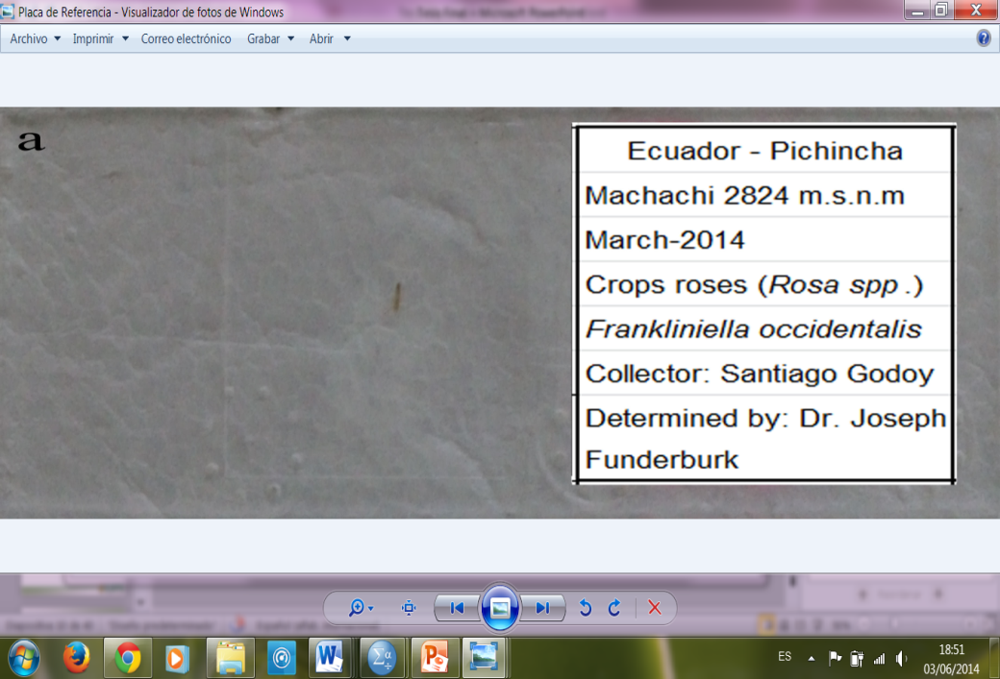 Placa de Referencia - Visualizador de fotos de Windows
Archivo Imprimir Correo electrónico Grabar Abrir
a
Ecuador - Pichincha
Machachi 2824 m.s.n.m
March-2014
Crops roses (Rosa spp.)
Frankliniella occidentalis
Collector: Santiago Godoy
Determined by: Dr. Joseph
Funderburk
ES
18:51
03/06/2014